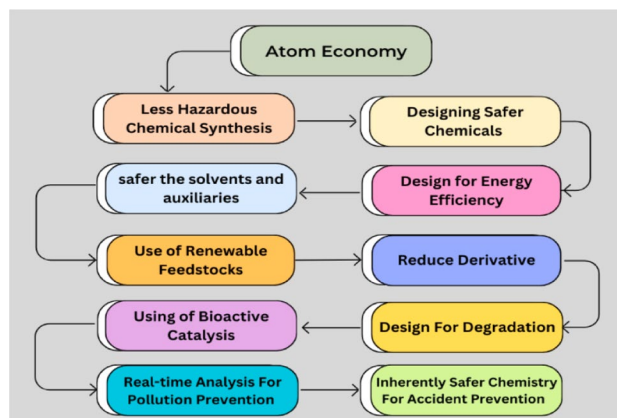 Atom Economy
Less Hazardous
Chemical Synthesis
Designing Safer
Chemicals
safer the solvents and
auxiliaries
Design for Energy
Efficiency
Use of Renewable
Feedstocks
Reduce Derivative
Using of Bioactive
Catalysis
Design For Degradation
Real-time Analysis For
Pollution Prevention
Inherently Safer Chemistry
For Accident Prevention